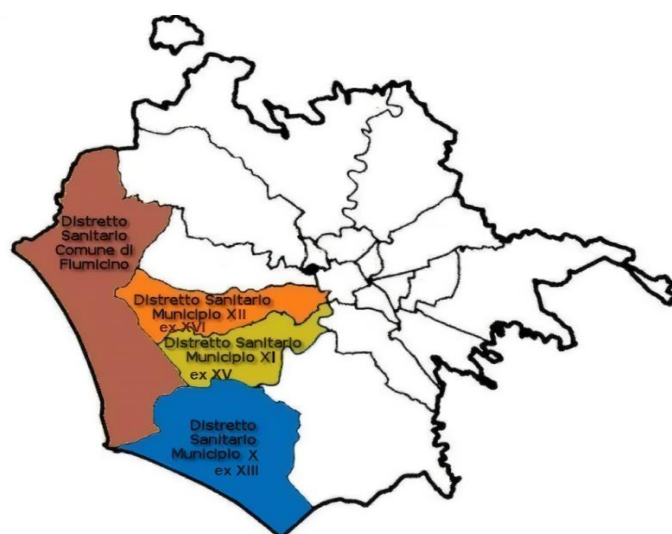 Distretto
Sanitario
Comune di
Fiumicino
Distretto Sanitario
Municipio XII
ex XVI
Distretto Sanitario
Municipio XI
ex XV
Distretto
Sanitario
Municipio X
ex XIII